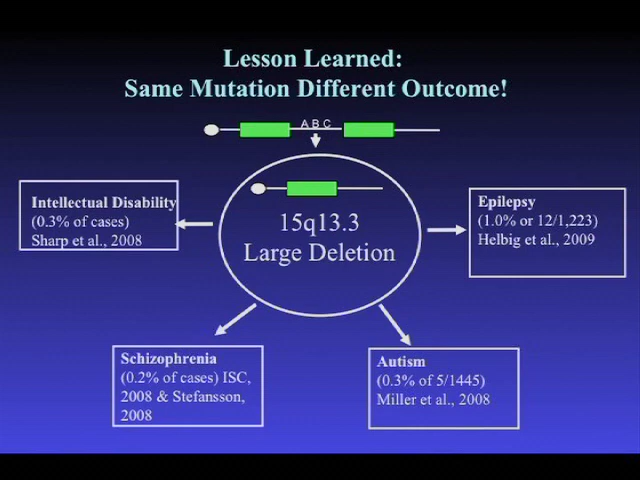 Lesson Learned:
Same Mutation Different Outcome!
A B C
15q13.3
Large Deletion
Intellectual Disability
(0.3% of cases)
Sharp et al., 2008
Epilepsy
(1.0% or 12/1,223)
Helbig et al., 2009
Schizophrenia
(0.2% of cases) ISC,
2008 & Stefansson,
2008
Autism
(0.3% of 5/1445)
Miller et al., 2008